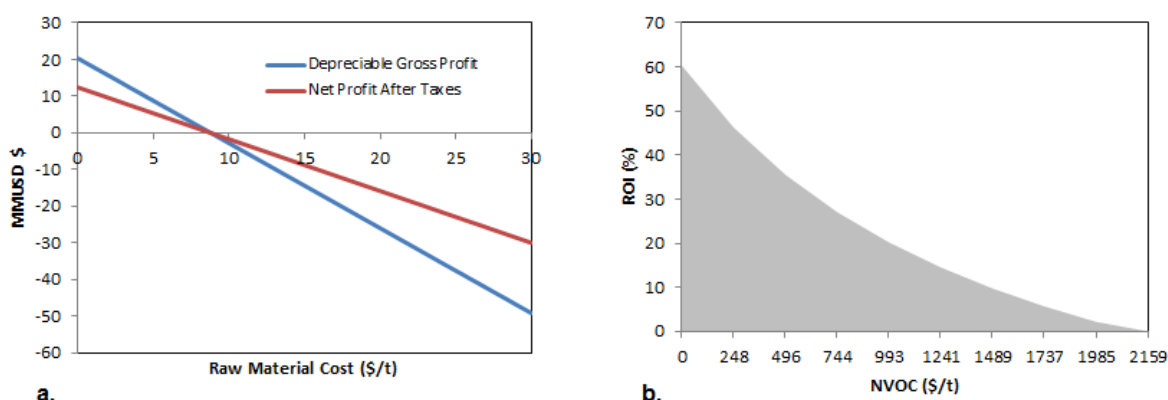 30
20
10
0
-10
-20
-30
-40
-50
-60
MMUSD $
Depreciable Gross Profit
Net Profit After Taxes
0 5 10 15 20 25 30
Raw Material Cost ($/t)
a.
70
60
50
40
30
20
10
0
ROI (%)
0 248 496 744 993 1241 1489 1737 1985 2159
NVOC ($/t)
b.